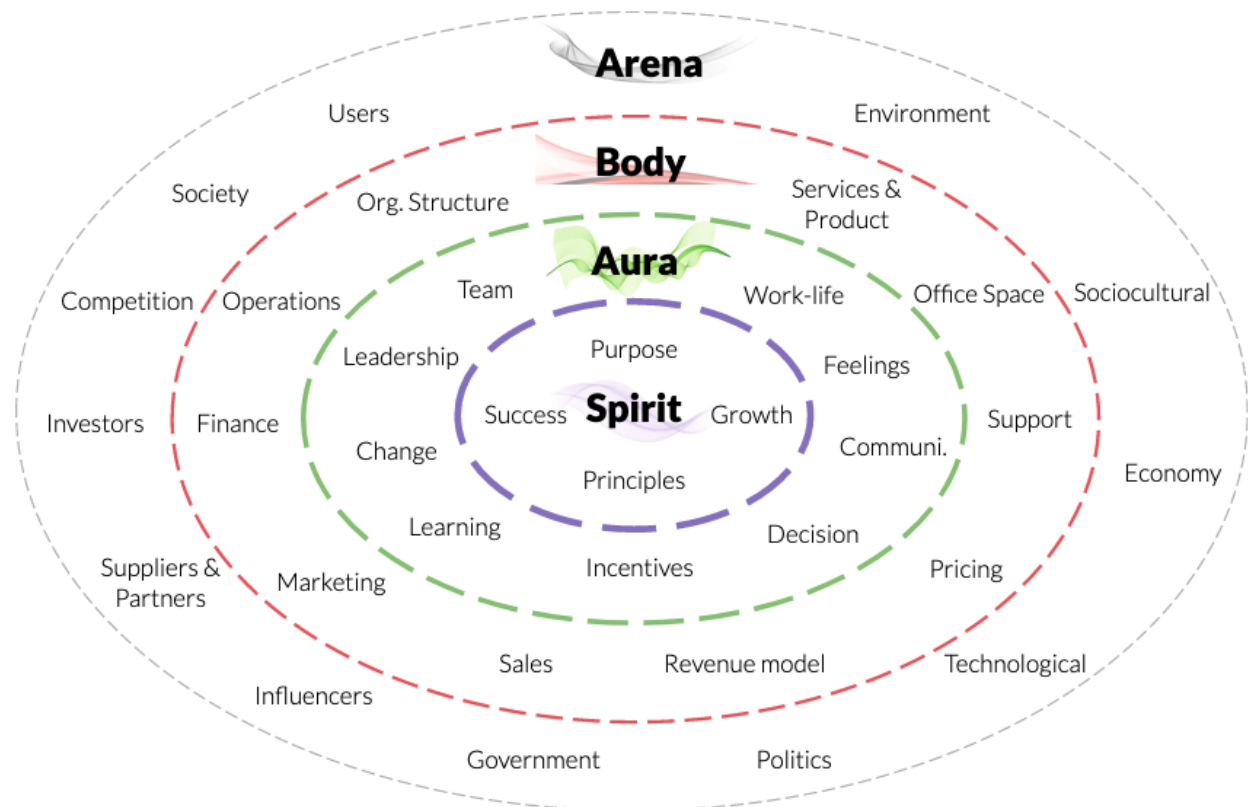 Arena
Users
Environment
Body
Society
Org. Structure
Services &
Product
Aura
Team
Work-life
Competition
Operations
Office Space
Sociocultural
Purpose
Leadership
Feelings
Investors
Finance
Success
Spirit
Growth
Support
Change
Communi.
Economy
Principles
Learning
Decision
Suppliers &
Partners
Marketing
Incentives
Pricing
Sales
Revenue model
Technological
Influencers
Government
Politics